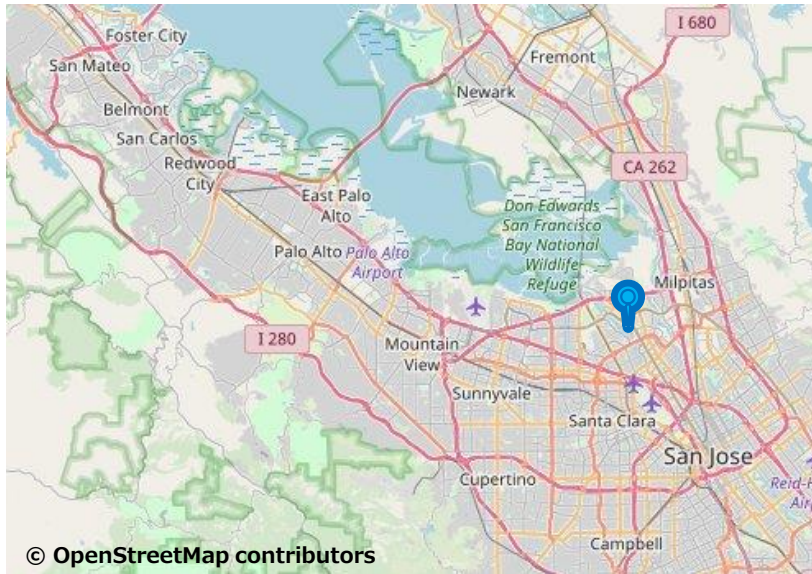 Foster City
I 680
San Mateo
Fremont
Belmont
Newark
San Carlos
Redwood
City
CA 262
East Palo
Alto
Don Edwards
San Francisco
Bay National
Wildlife
Refuge
Palo Alto
Palo Alto
Airport
Milpitas
I 280
Mountain
View
Sunnyvale
Santa Clara
San Jose
Cupertino
Campbell
© OpenStreetMap contributors